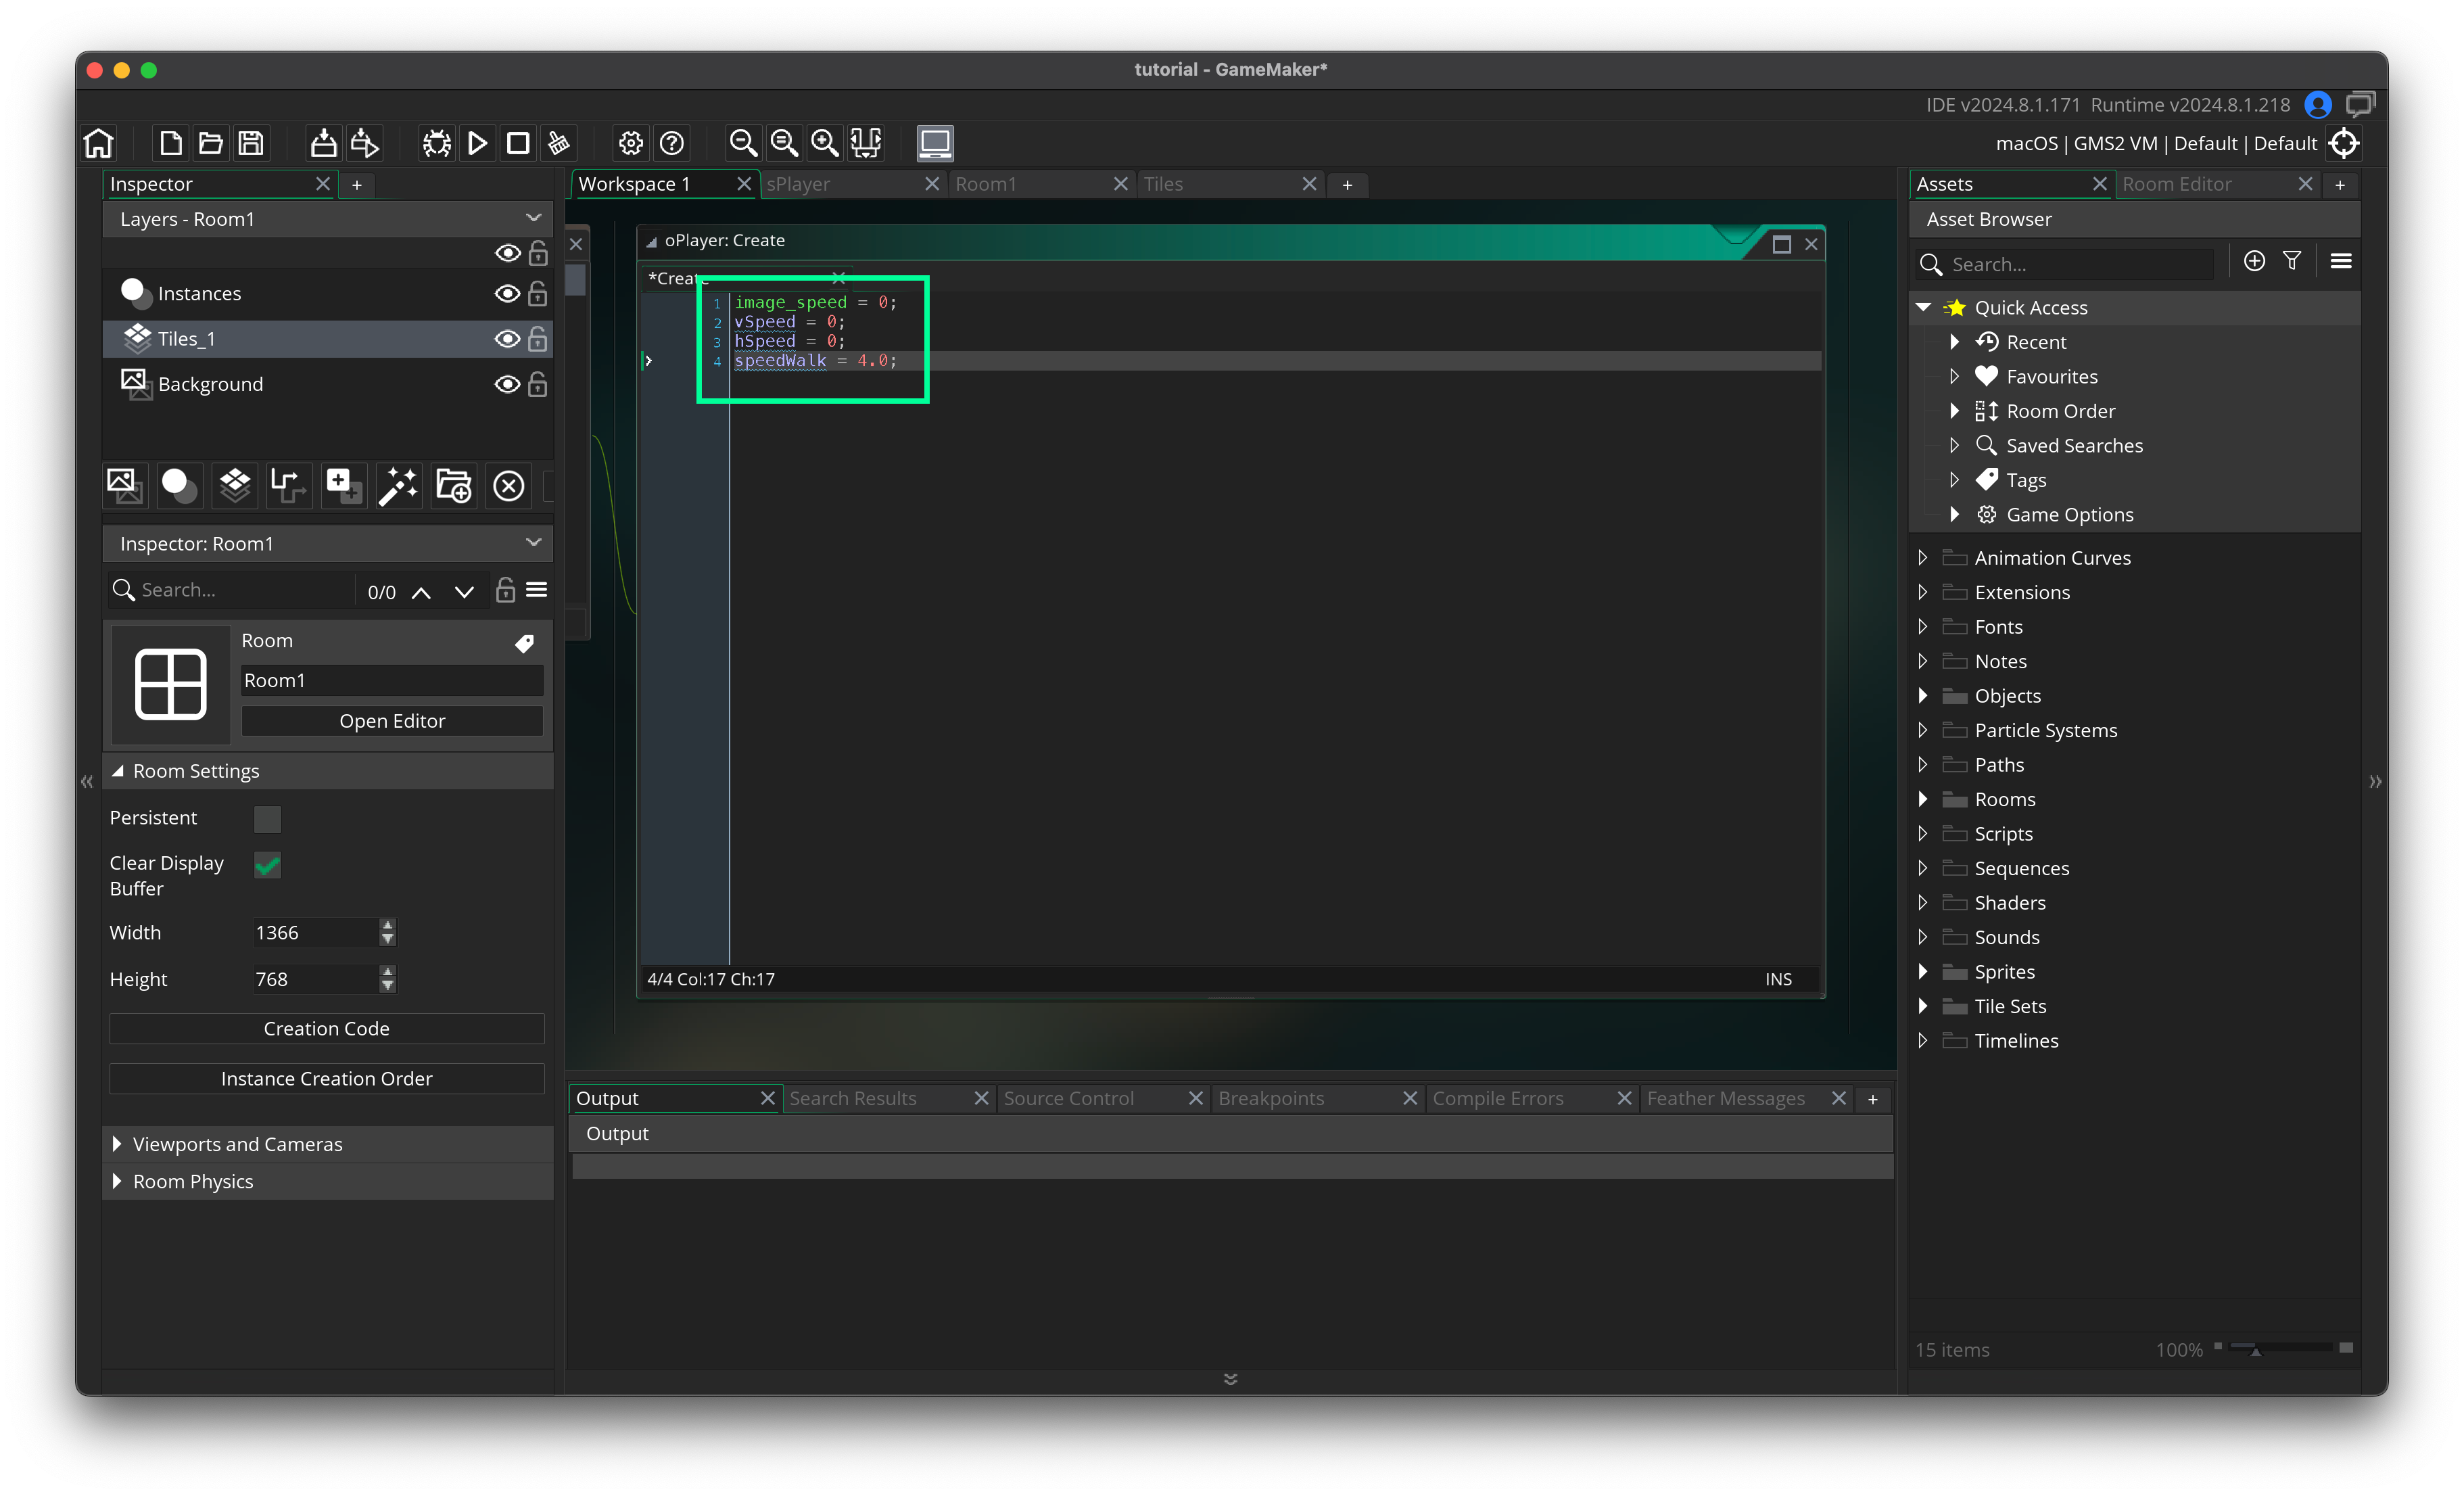 tutorial - GameMaker*
IDE v2024.8.1.171 Runtime v2024.8.1.218
macOS | GMS2 VM | Default | Default
Inspector
Layers - Room1
Instances
Tiles_1
Background
Inspector: Room1
Search...
0/0
Room
Room1
Open Editor
Room Settings
Persistent
Clear Display
Buffer
Width
1366
Height
768
Creation Code
Instance Creation Order
Viewports and Cameras
Room Physics
Workspace 1
sPlayer
Room1
Tiles
oPlayer: Create
*Create
1 image_speed = 0;
2 vSpeed = 0;
3 hSpeed = 0;
4 speedWalk = 4.0;
4/4 Col:17 Ch:17
INS
Output
Search Results
Source Control
Breakpoints
Compile Errors
Feather Messages
Output
Assets
Room Editor
Asset Browser
Search...
Quick Access
Recent
Favourites
Room Order
Saved Searches
Tags
Game Options
Animation Curves
Extensions
Fonts
Notes
Objects
Particle Systems
Paths
Rooms
Scripts
Sequences
Shaders
Sounds
Sprites
Tile Sets
Timelines
15 items
100%